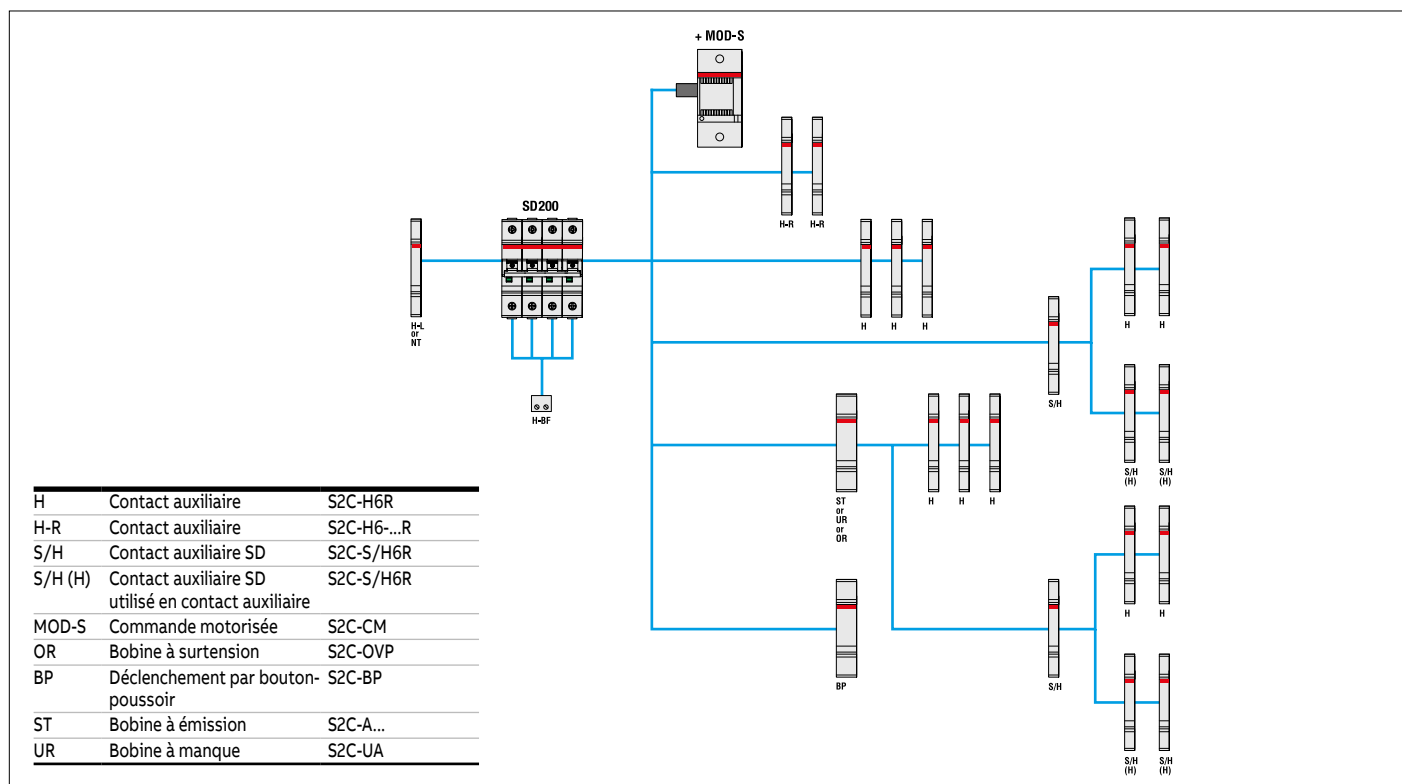 + MOD-S
H-R H-R
SD200
H-L
or
NT
H-BF
H H H
H H
S/H
S/H
(H)
S/H
(H)
ST
or
UR
or
OR
H H H
H H
BP
S/H
S/H
(H)
S/H
(H)
H Contact auxiliaire S2C-H6R
H-R Contact auxiliaire S2C-H6-...R
S/H Contact auxiliaire SD S2C-S/H6R
S/H (H) Contact auxiliaire SD S2C-S/H6R
utilisé en contact auxiliaire
MOD-S Commande motorisée S2C-CM
OR Bobine à surtension S2C-OVP
BP Déclenchement par bouton- S2C-BP
poussoir
ST Bobine à émission S2C-A...
UR Bobine à manque S2C-UA